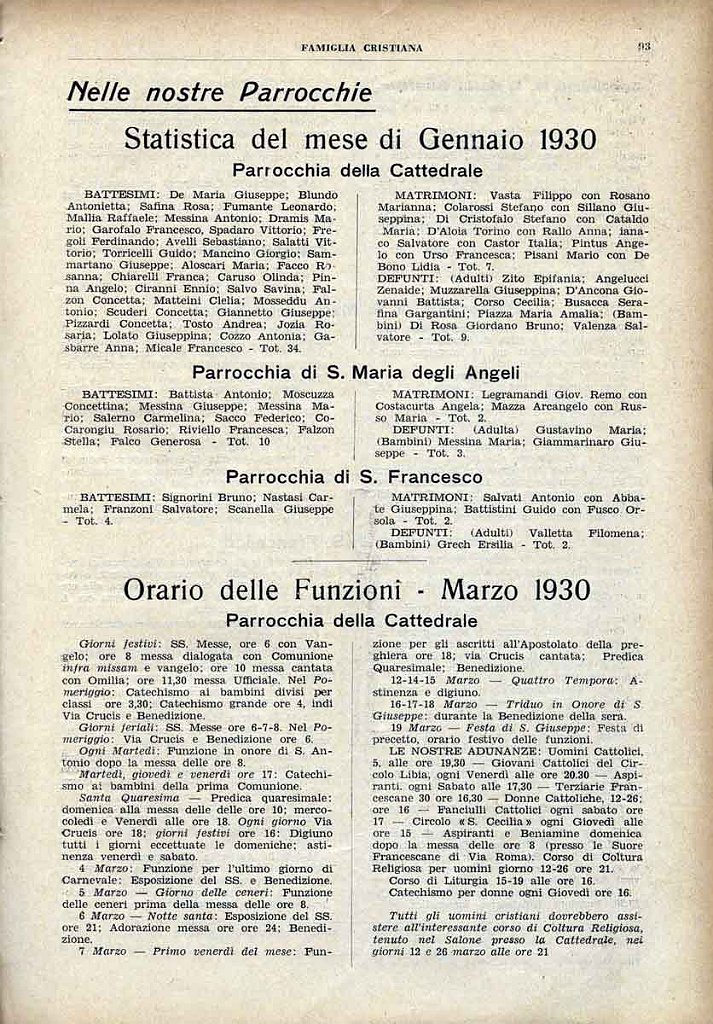 FAMIGLIA CRISTIANA
93
Nelle nostre Parrocchie
Statistica del mese di Gennaio 1930
Parrocchia della Cattedrale
BATTESIMI: De Maria Giuseppe; Blundo
Antonietta; Safina Rosa; Fumante Leonardo;
Mallia Raffaele; Messina Antonio; Dramis Ma-
rio; Garofalo Francesco, Spadaro Vittorio; Fre-
goli Ferdinando; Avelli Sebastiano; Salatti Vit-
torio; Torricelli Guido; Mancino Giorgio; Sam-
martano Giuseppe; Aloscari Maria; Facco Ro-
sanna; Chiarelli Franca; Caruso Olinda; Pin-
na Angelo; Ciranni Ennio; Salvo Savina; Fal-
zon Concetta; Matteini Clelia; Mosseddu An-
tonio; Scuderi Concetta; Giannetto Giuseppe;
Pizzardi Concetta; Tosto Andrea; Jozia Ro-
saria; Lolato Giuseppina; Cozzo Antonia; Ga-
sbarre Anna; Micale Francesco - Tot. 34.
MATRIMONI: Vasta Filippo con Rosano
Marianna; Colarossi Stefano con Sillano Giu-
seppina; Di Cristofalo Stefano con Cataldo
Maria; D'Aloia Torino con Rallo Anna; iana-
co Salvatore con Castor Italia; Pintus Ange-
lo con Urso Francesca; Pisani Mario con De
Bono Lidia - Tot. 7.
DEFUNTI: (Adulti) Zito Epifania; Angelucci
Zenaide; Muzzarella Giuseppina; D'Ancona Gio-
vanni Battista; Corso Cecilia; Busacca Sera-
fina Gargantini; Piazza Maria Amalia; (Bam-
bini) Di Rosa Giordano Bruno; Valenza Sal-
vatore - Tot. 9.
Parrocchia di S. Maria degli Angeli
BATTESIMI: Battista Antonio; Moscuzza
Concettina; Messina Giuseppe; Messina Ma-
rio; Salerno Carmelina; Sacco Federico; Co-
Carongiu Rosario; Riviello Francesca; Falzon
Stella; Falco Generosa - Tot. 10
MATRIMONI: Legramandi Giov. Remo con
Costacurta Angela; Mazza Arcangelo con Rus-
so Maria - Tot. 2.
DEFUNTI: (Adulta) Gustavino Maria;
(Bambini) Messina Maria; Giammarinaro Giu-
seppe - Tot. 3.
Parrocchia di S. Francesco
BATTESIMI: Signorini Bruno; Nastasi Car-
mela; Franzoni Salvatore; Scanella Giuseppe
- Tot. 4.
MATRIMONI: Salvati Antonio con Abba-
te Giuseppina; Battistini Guido con Fusco Or-
sola - Tot. 2.
DEFUNTI: (Adulti) Valletta Filomena;
(Bambini) Grech Ersilia - Tot. 2.
Orario delle Funzioni - Marzo 1930
Parrocchia della Cattedrale
Giorni festivi: SS. Messe, ore 6 con Van-
gelo; ore 8 messa dialogata con Comunione
infra missam e vangelo; ore 10 messa cantata
con Omilia; ore 11,30 messa Ufficiale. Nel Po-
meriggio: Catechismo ai bambini divisi per
classi ore 3,30; Catechismo grande ore 4, indi
Via Crucis e Benedizione.
Giorni feriali: SS. Messe ore 6-7-8. Nel Po-
meriggio: Via Crucis e Benedizione ore 6.
Ogni Martedì: Funzione in onore di S. An-
tonio dopo la messa delle ore 8.
Martedì, giovedì e venerdì ore 17: Catechi-
smo ai bambini della prima Comunione.
Santa Quaresima — Predica quaresimale:
domenica alla messa delle delle ore 10; merco-
coledì e Venerdì alle ore 18. Ogni giorno Via
Crucis ore 18; giorni festivi ore 16: Digiuno
tutti i giorni eccettuate le domeniche; asti-
nenza venerdì e sabato.
4 Marzo: Funzione per l'ultimo giorno di
Carnevale: Esposizione del SS. e Benedizione.
5 Marzo — Giorno delle ceneri: Funzione
delle ceneri prima della messa delle ore 8.
6 Marzo — Notte santa: Esposizione del SS.
ore 21; Adorazione messa ore ore 24; Benedi-
zione.
7 Marzo — Primo venerdì del mese: Fun-
zione per gli ascritti all'Apostolato della pre-
ghiera ore 18; via Crucis cantata; Predica
Quaresimale; Benedizione.
12-14-15 Marzo — Quattro Tempora: A-
stinenza e digiuno.
16-17-18 Marzo — Triduo in Onore di S
Giuseppe: durante la Benedizione della sera.
19 Marzo — Festa di S. Giuseppe: Festa di
precetto, orario festivo delle funzioni.
LE NOSTRE ADUNANZE: Uomini Cattolici,
5, alle ore 19,30 — Giovani Cattolici del Cir-
colo Libia, ogni Venerdì alle ore 20.30 — Aspi-
ranti. ogni Sabato alle 17,30 — Terziarie Fran-
cescane 30 ore 16,30 — Donne Cattoliche, 12-26;
ore 16 — Fanciulli Cattolici ogni sabato ore
17 — Circolo « S. Cecilia » ogni Giovedì alle
ore 15 — Aspiranti e Beniamine domenica
dopo la messa delle ore 8 (presso le Suore
Francescane di Via Roma). Corso di Coltura
Religiosa per uomini giorno 12-26 ore 21.
Corso di Liturgia 15-19 alle ore 16.
Catechismo per donne ogni Giovedì ore 16.
Tutti gli uomini cristiani dovrebbero assi-
stere all'interessante corso di Coltura Religiosa,
tenuto nel Salone presso la Cattedrale, nei
giorni 12 e 26 marzo alle ore 21